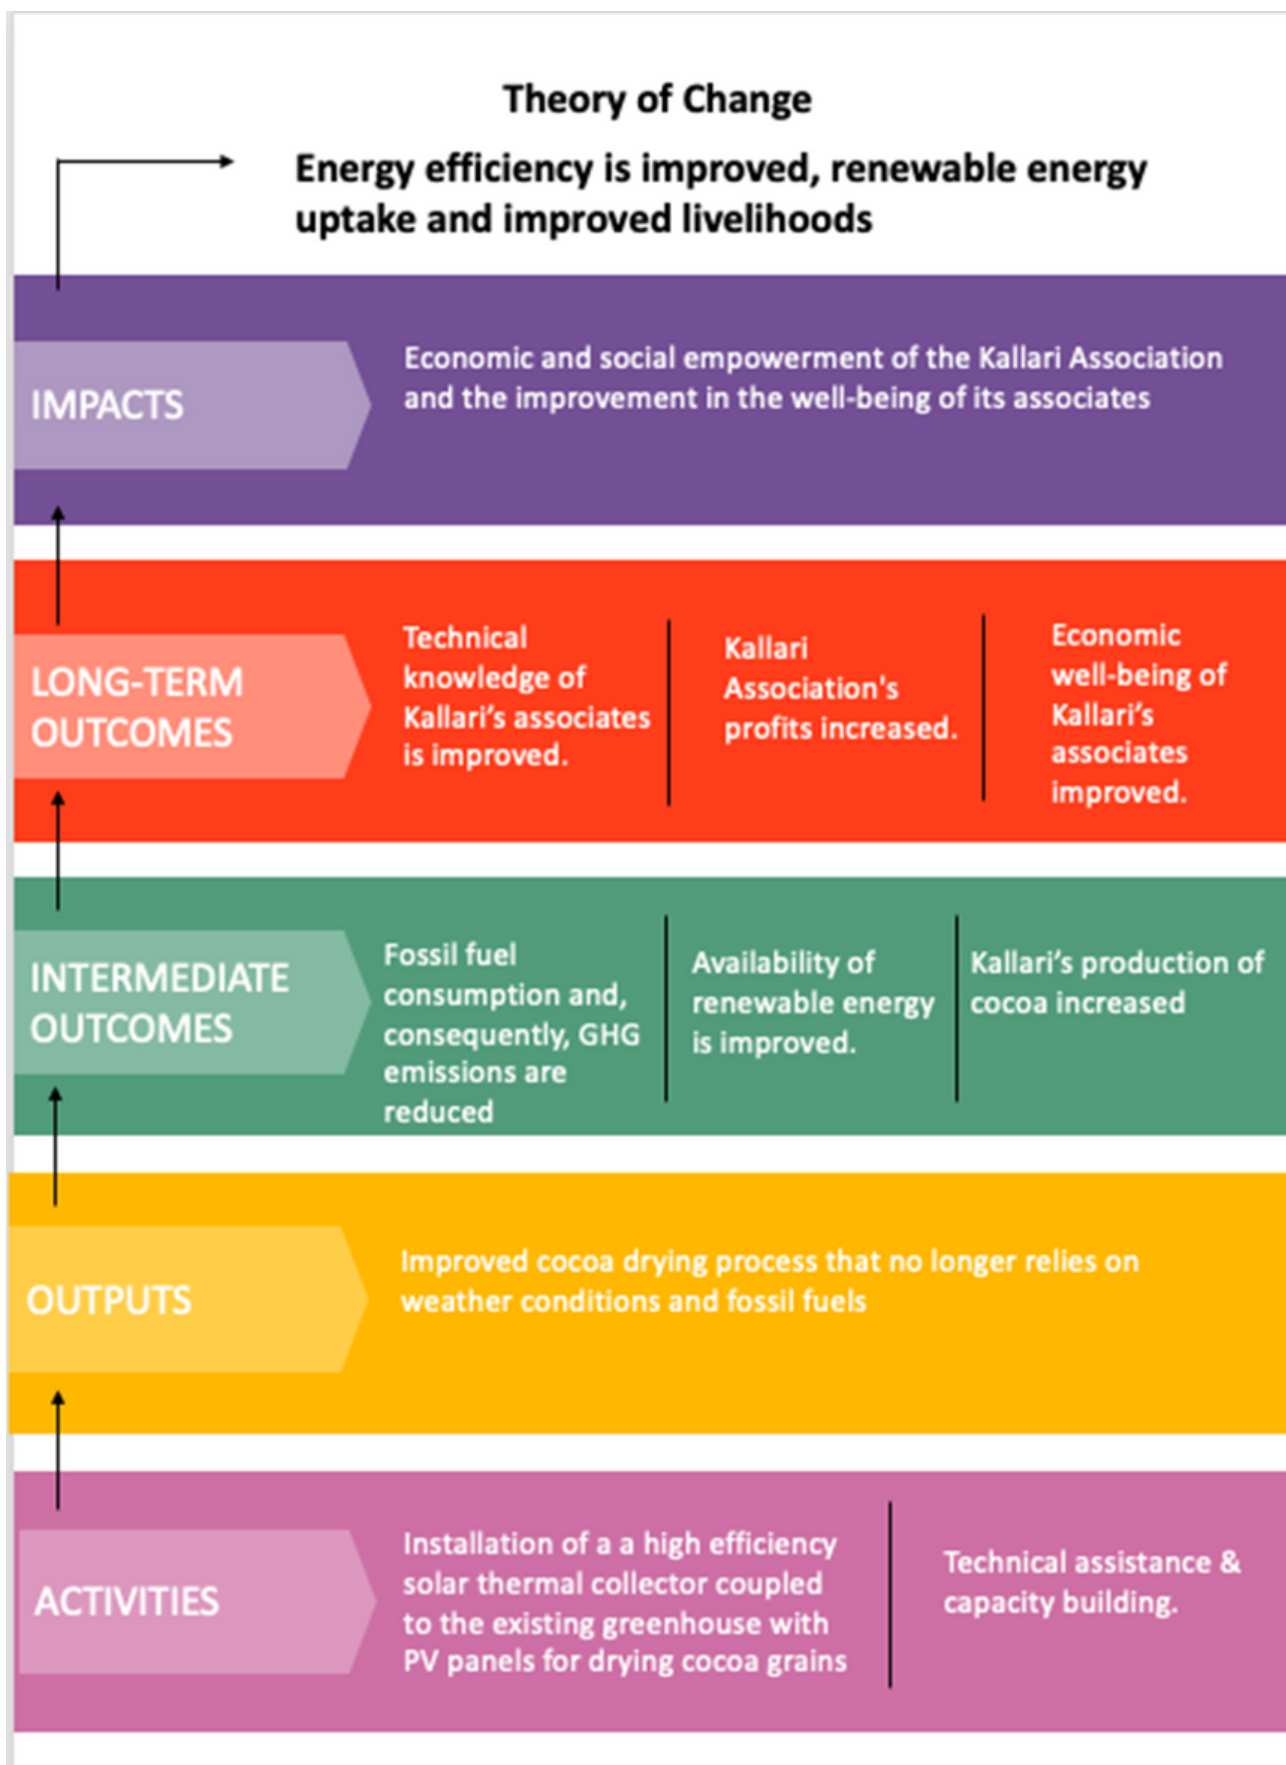 Theory of Change
Energy efficiency is improved, renewable energy
uptake and improved livelihoods
IMPACTS
Economic and social empowerment of the Kallari Association
and the improvement in the well-being of its associates
LONG-TERM
OUTCOMES
Technical
knowledge of
Kallari’s associates
is improved.
Kallari
Association's
profits increased.
Economic
well-being of
Kallari’s
associates
improved.
INTERMEDIATE
OUTCOMES
Fossil fuel
consumption and,
consequently, GHG
emissions are
reduced
Availability of
renewable energy
is improved.
Kallari’s production of
cocoa increased
OUTPUTS
Improved cocoa drying process that no longer relies on
weather conditions and fossil fuels
ACTIVITIES
Installation of a a high efficiency
solar thermal collector coupled
to the existing greenhouse with
PV panels for drying cocoa grains
Technical assistance &
capacity building.